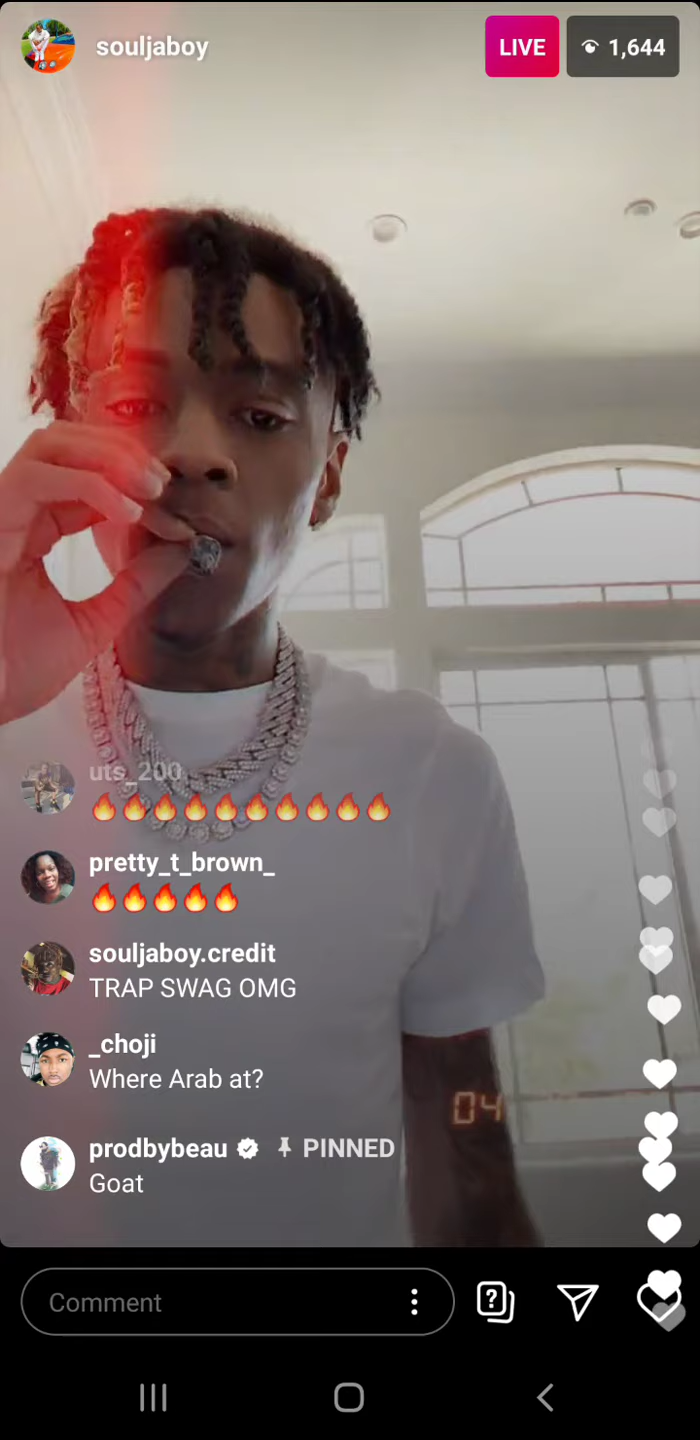 souljaboy
LIVE
1,644
uts_200
🔥🔥🔥🔥🔥🔥🔥🔥🔥🔥
pretty_t_brown_
🔥🔥🔥🔥🔥
souljaboy.credit
TRAP SWAG OMG
_choji
Where Arab at?
04
prodbybeau PINNED
Goat
Comment